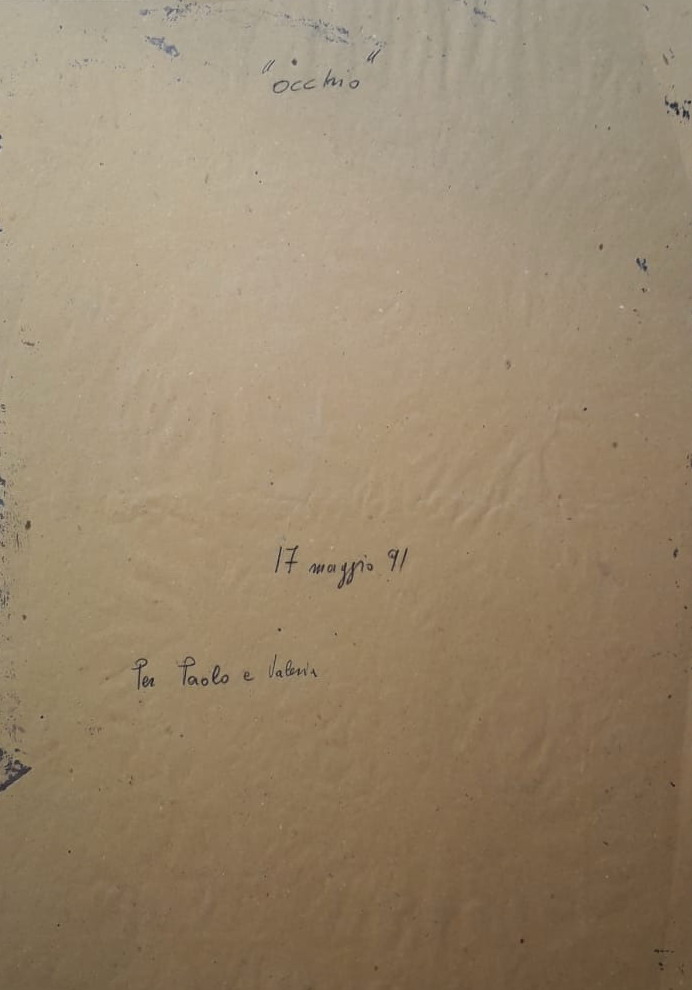 "occhio"
17 maggio 91
Per Paolo e Valeria